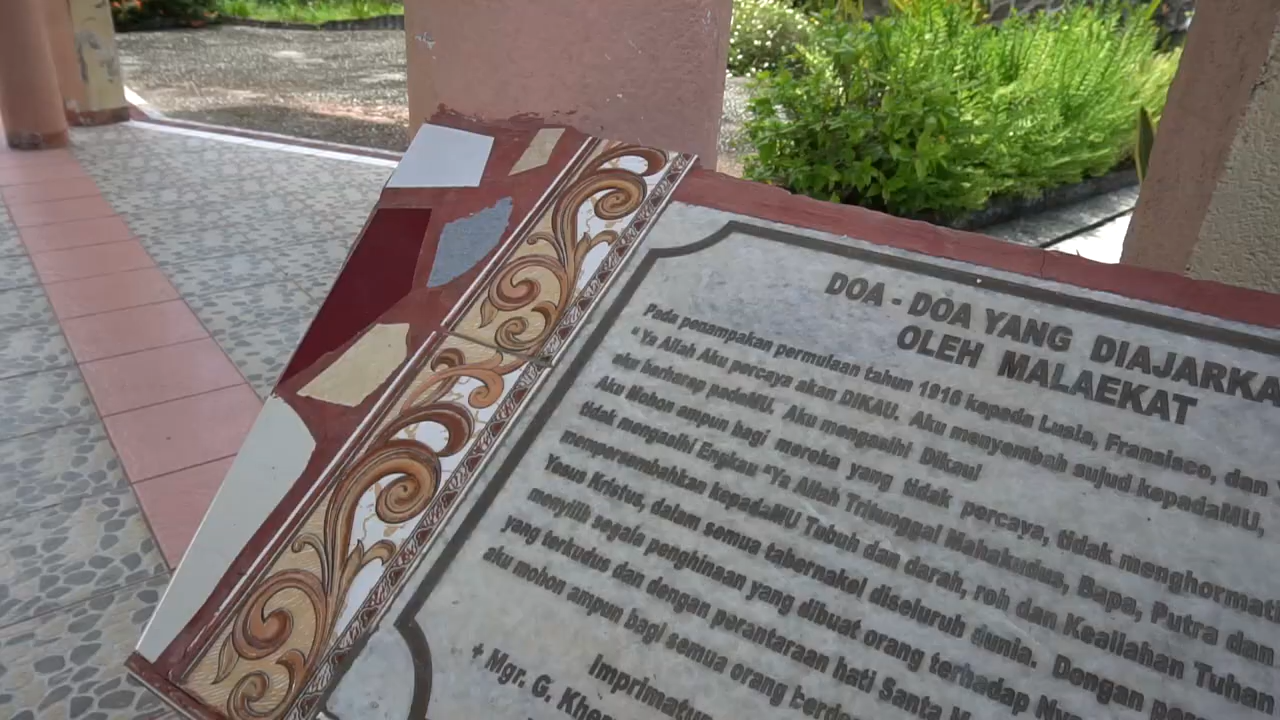 DOA - DOA YANG DIAJARKA
OLEH MALAEKAT
Pada penampakan permulaan tahun 1916 kepada Lusia, Fransisco, dan
" Ya Allah Aku percaya akan DIKAU. Aku menyembah sujud kepadaMU,
aku berharap padaMU. Aku mengasihi Dikau!
Aku Mohon ampun bagi mereka yang tidak percaya, tidak menghormati
tidak mengasihi Engkau "Ya Allah Tritunggal Mahakudus, Bapa, Putra dan
mempersembahkan kepadaMU Tubuh dan darah, roh dan Keallahan Tuhan
Yesus Kristus, dalam semua tabernakel diseluruh dunia. Dengan
menyilih segala penghinaan yang dibuat orang terhadap
yang terkudus dan dengan perantaraan hati Santa
aku mohon ampun bagi semua orang
Imprimatur
+ Mgr. G.